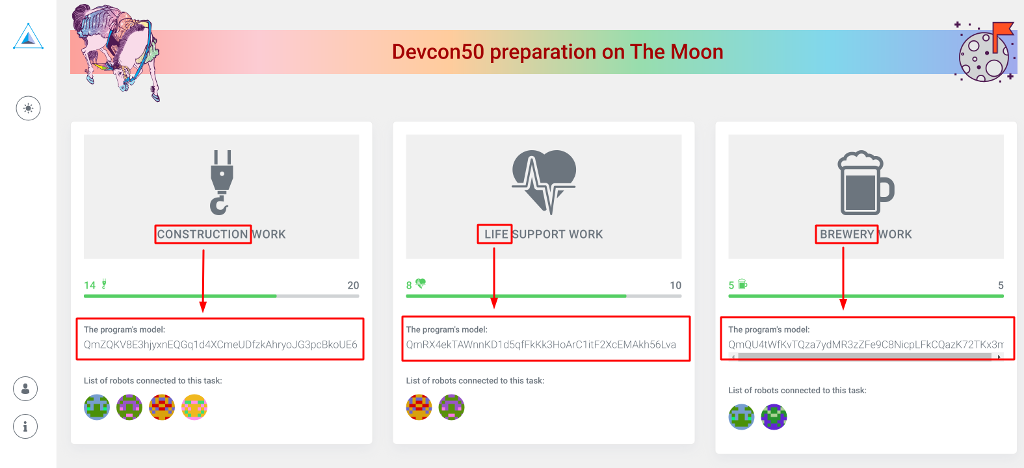 Devcon50 preparation on The Moon
CONSTRUCTION WORK
14
20
The program's model:
QmZQKV8E3hjyxnEQGq1d4XCmeUDfzkAhryoJG3pcBkoUE6
List of robots connected to this task:
LIFE SUPPORT WORK
8
10
The program's model:
QmRX4ekTAWnnKD1d5qfFkKk3HoArC1itF2XcEMAkh56Lva
List of robots connected to this task:
BREWERY WORK
5
5
The program's model:
QmQU4tWfKvTQza7ydMR3zZFe9C8NicpLFkCQazK72TKx3m
List of robots connected to this task: